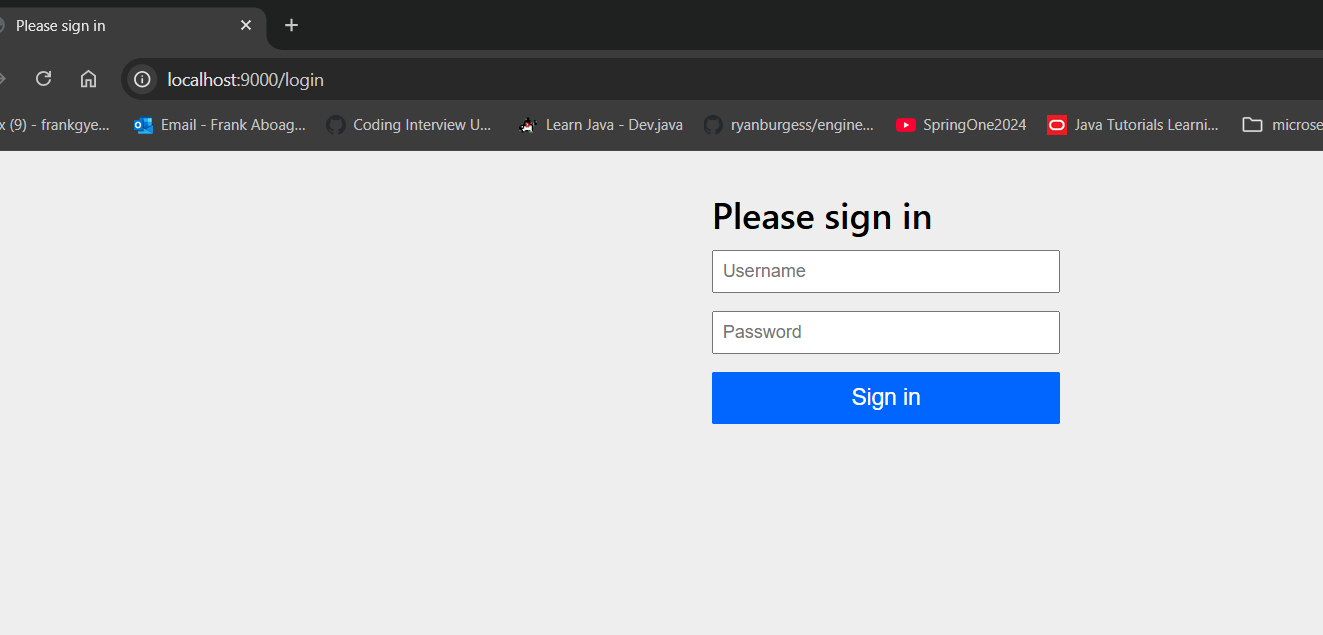 Please sign in
localhost:9000/login
x (9) - frankgye... Email - Frank Aboag... Coding Interview U... Learn Java - Dev.java ryanburgess/engine... SpringOne2024 Java Tutorials Learni... microse
Please sign in
Username
Password
Sign in